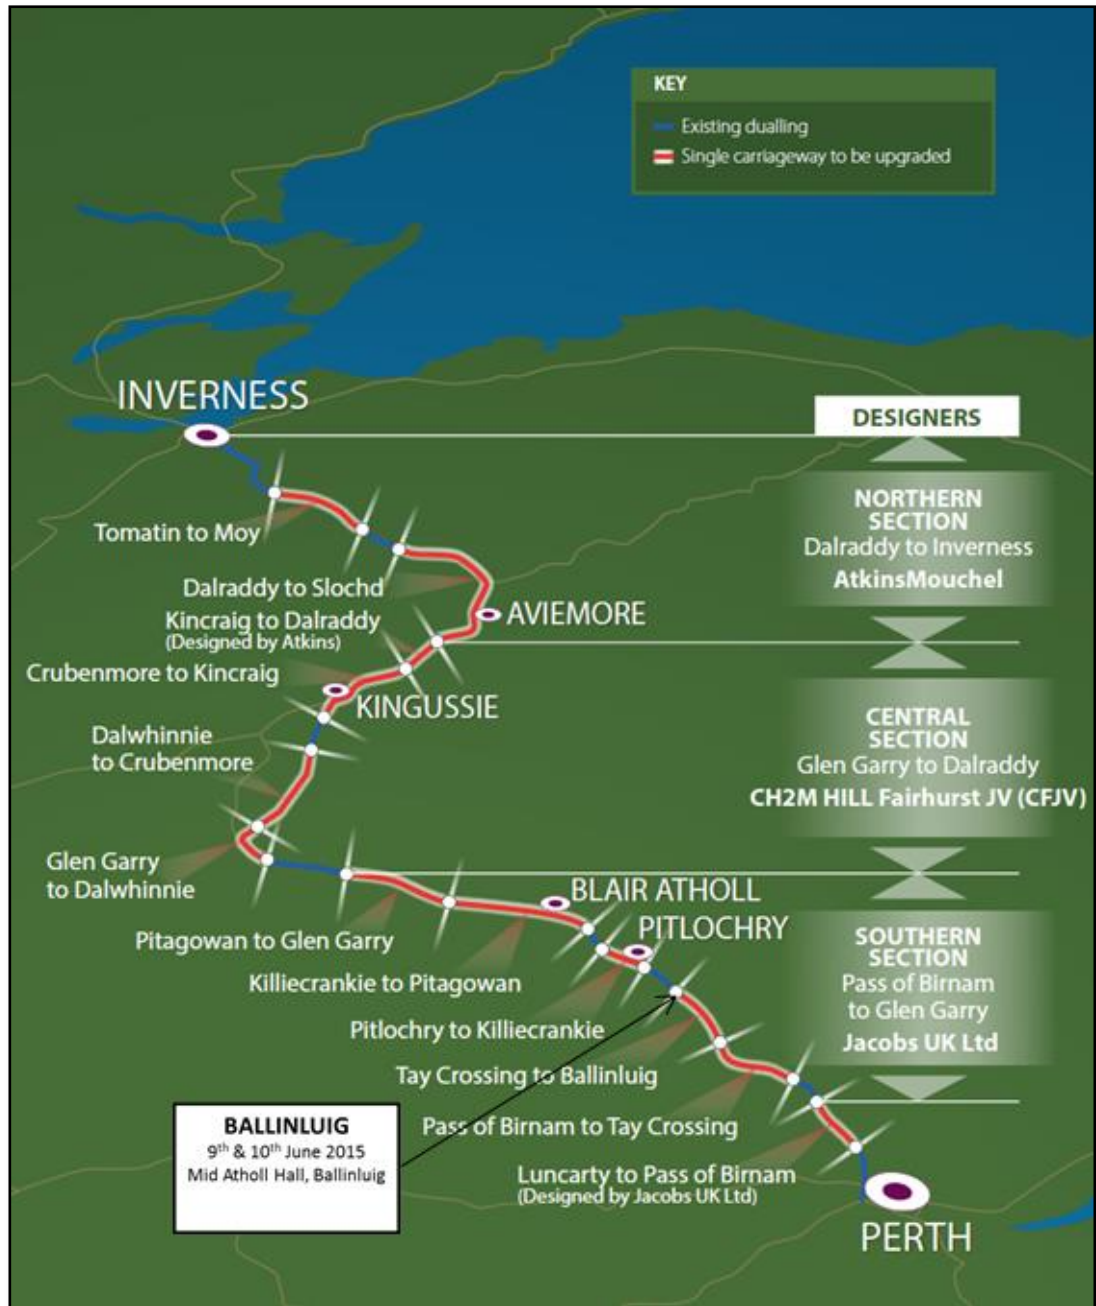 KEY
Existing dualling
Single carriageway to be upgraded
INVERNESS
DESIGNERS
NORTHERN
SECTION
Dalraddy to Inverness
AtkinsMouchel
Tomatin to Moy
Dalraddy to Slochd
AVIEMORE
Kincraig to Dalraddy
(Designed by Atkins)
Crubenmore to Kincraig
KINGUSSIE
CENTRAL
SECTION
Glen Garry to Dalraddy
CH2M HILL Fairhurst JV (CFJV)
Dalwhinnie
to Crubenmore
Glen Garry
to Dalwhinnie
BLAIR ATHOLL
PITLOCHRY
Pitagowan to Glen Garry
SOUTHERN
SECTION
Pass of Birnam
to Glen Garry
Jacobs UK Ltd
Killiecrankie to Pitagowan
Pitlochry to Killiecrankie
Tay Crossing to Ballinluig
BALLINLUIG
9th & 10th June 2015
Mid Atholl Hall, Ballinluig
Pass of Birnam to Tay Crossing
Luncarty to Pass of Birnam
(Designed by Jacobs UK Ltd)
PERTH